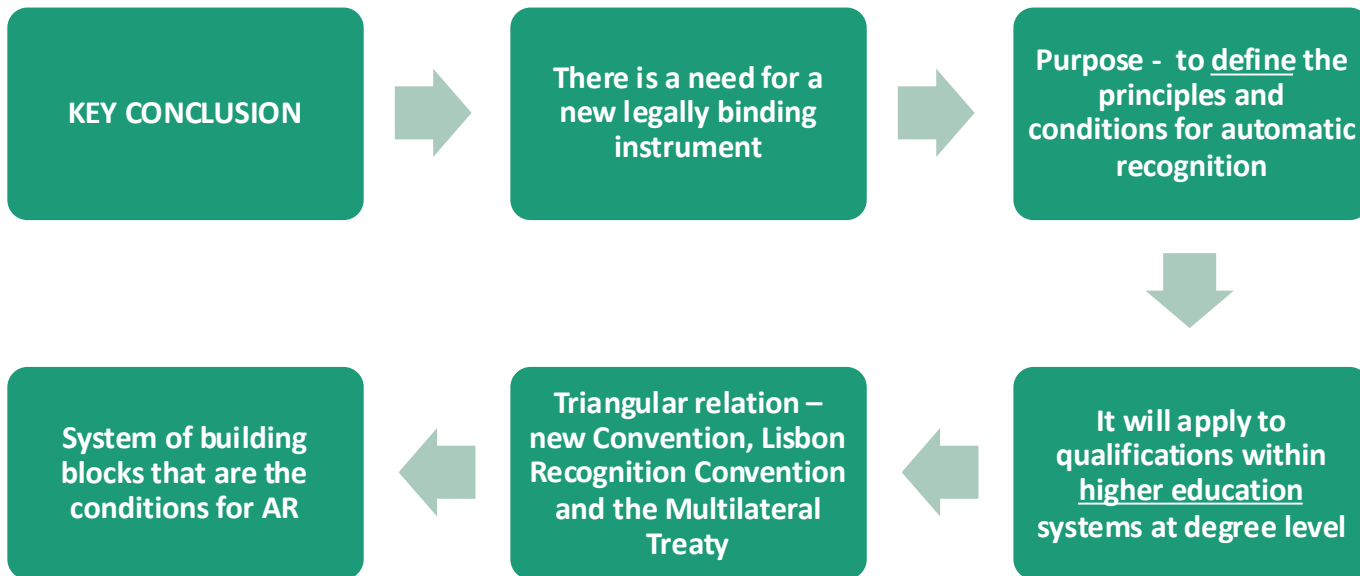 KEY CONCLUSION
There is a need for a
new legally binding
instrument
Purpose -  to define the
principles and
conditions for automatic
recognition
It will apply to
qualifications within
higher education
systems at degree level
Triangular relation –
new Convention, Lisbon
Recognition Convention
and the Multilateral
Treaty
System of building
blocks that are the
conditions for AR